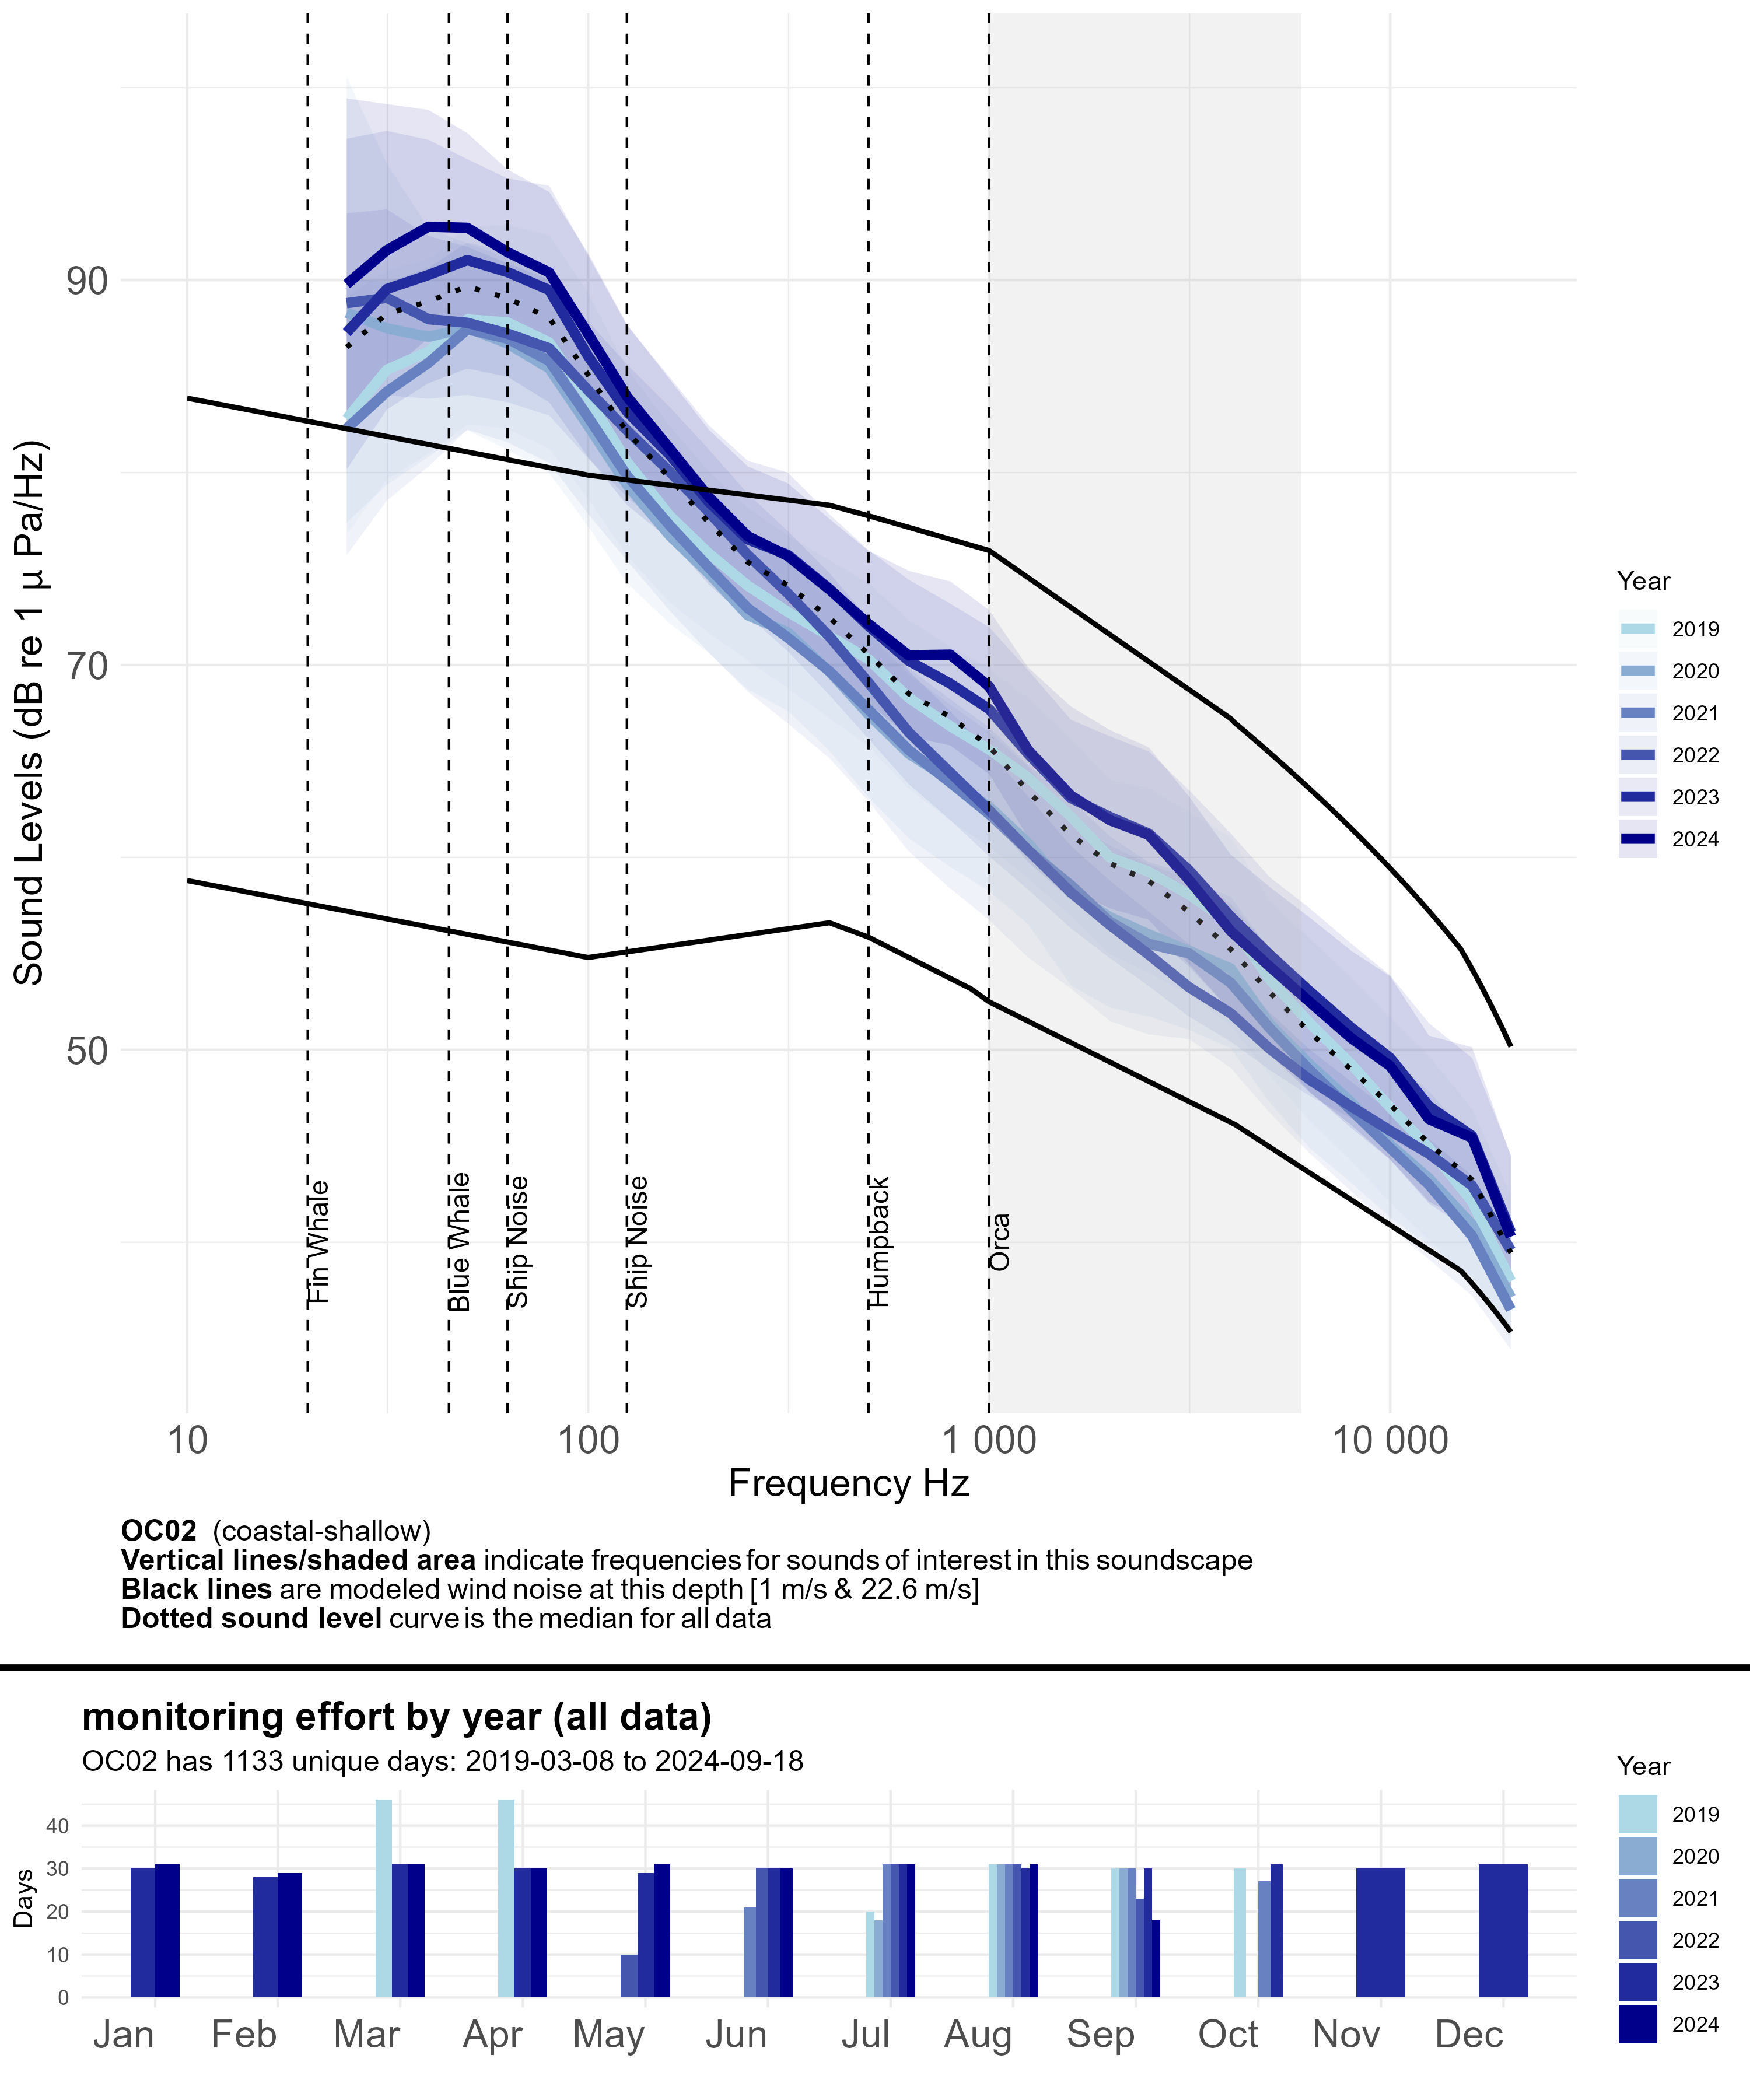 90
70
50
Sound Levels (dB re 1 µ Pa/Hz)
Fin Whale
Blue Whale
Ship Noise
Ship Noise
Humpback
Orca
10
100
1 000
10 000
Frequency Hz
Year
2019
2020
2021
2022
2023
2024
OC02 (coastal-shallow)
Vertical lines/shaded area indicate frequencies for sounds of interest in this soundscape
Black lines are modeled wind noise at this depth [1 m/s & 22.6 m/s]
Dotted sound level curve is the median for all data
monitoring effort by year (all data)
OC02 has 1133 unique days: 2019-03-08 to 2024-09-18
Days
40
30
20
10
0
Jan
Feb
Mar
Apr
May
Jun
Jul
Aug
Sep
Oct
Nov
Dec
Year
2019
2020
2021
2022
2023
2024